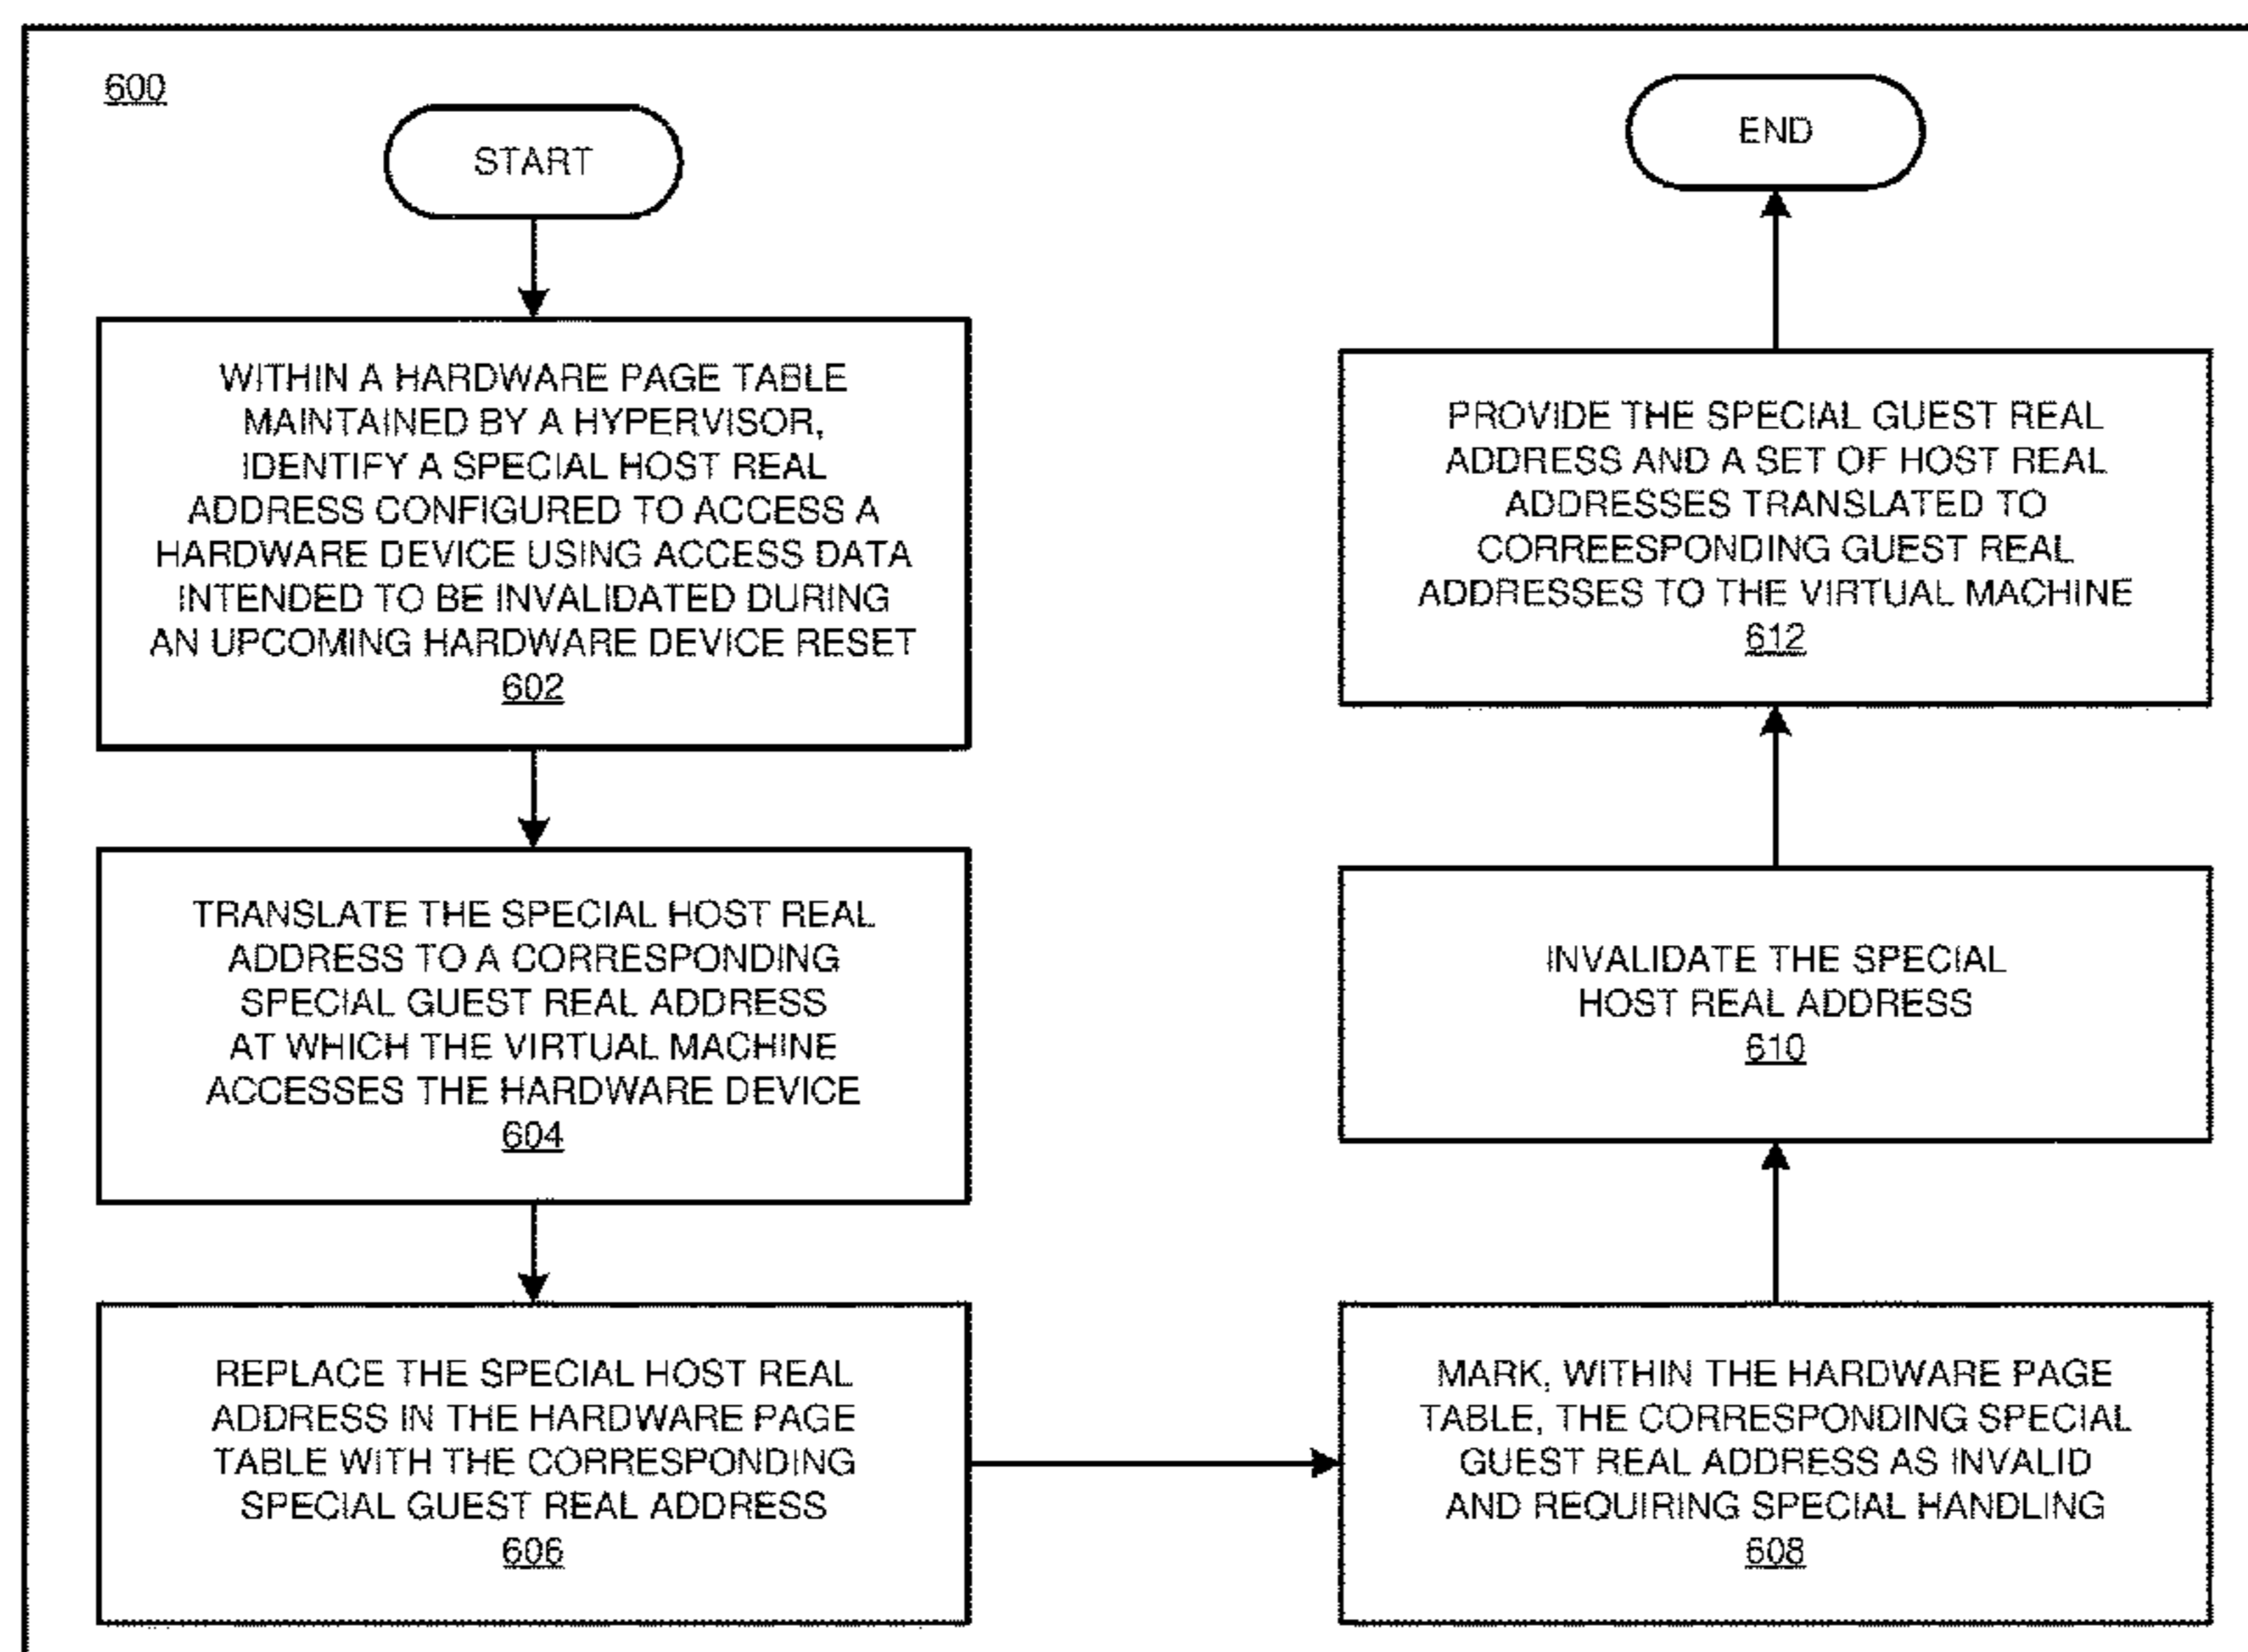 600
START
WITHIN A HARDWARE PAGE TABLE
MAINTAINED BY A HYPERVISOR,
IDENTIFY A SPECIAL HOST REAL
ADDRESS CONFIGURED TO ACCESS A
HARDWARE DEVICE USING ACCESS DATA
INTENDED TO BE INVALIDATED DURING
AN UPCOMING HARDWARE DEVICE RESET
602
TRANSLATE THE SPECIAL HOST REAL
ADDRESS TO A CORRESPONDING
SPECIAL GUEST REAL ADDRESS
AT WHICH THE VIRTUAL MACHINE
ACCESSES THE HARDWARE DEVICE
604
REPLACE THE SPECIAL HOST REAL
ADDRESS IN THE HARDWARE PAGE
TABLE WITH THE CORRESPONDING
SPECIAL GUEST REAL ADDRESS
606
MARK, WITHIN THE HARDWARE PAGE
TABLE, THE CORRESPONDING SPECIAL
GUEST REAL ADDRESS AS INVALID
AND REQUIRING SPECIAL HANDLING
608
INVALIDATE THE SPECIAL
HOST REAL ADDRESS
610
PROVIDE THE SPECIAL GUEST REAL
ADDRESS AND A SET OF HOST REAL
ADDRESSES TRANSLATED TO
CORREESPONDING GUEST REAL
ADDRESSES TO THE VIRTUAL MACHINE
612
END